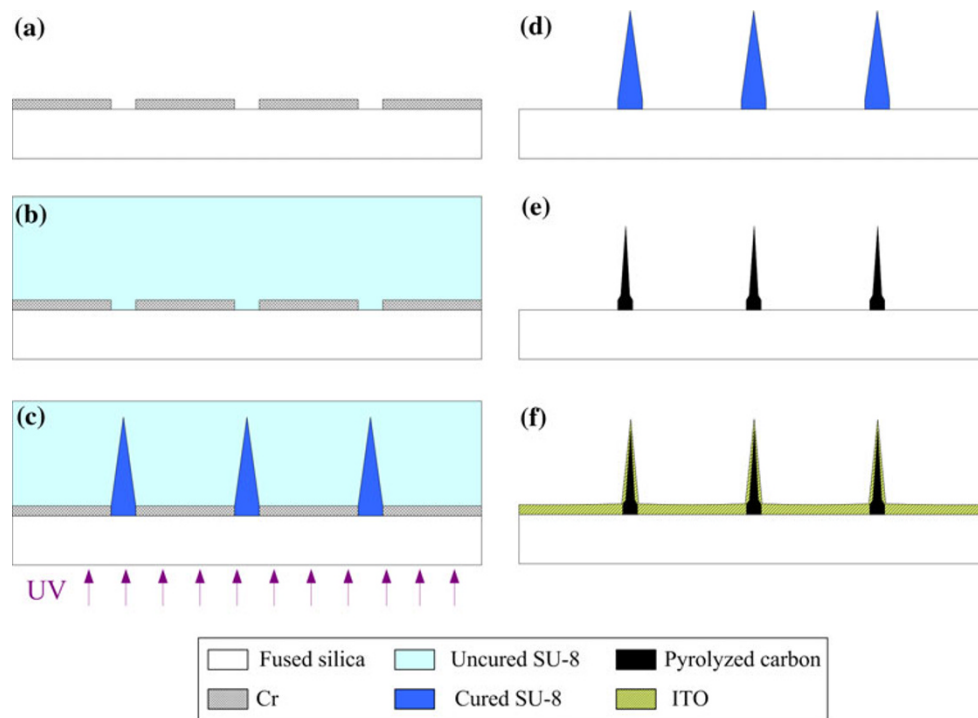 (a)
(b)
(c)
UV
(d)
(e)
(f)
Fused silica
Uncured SU-8
Pyrolyzed carbon
Cr
Cured SU-8
ITO